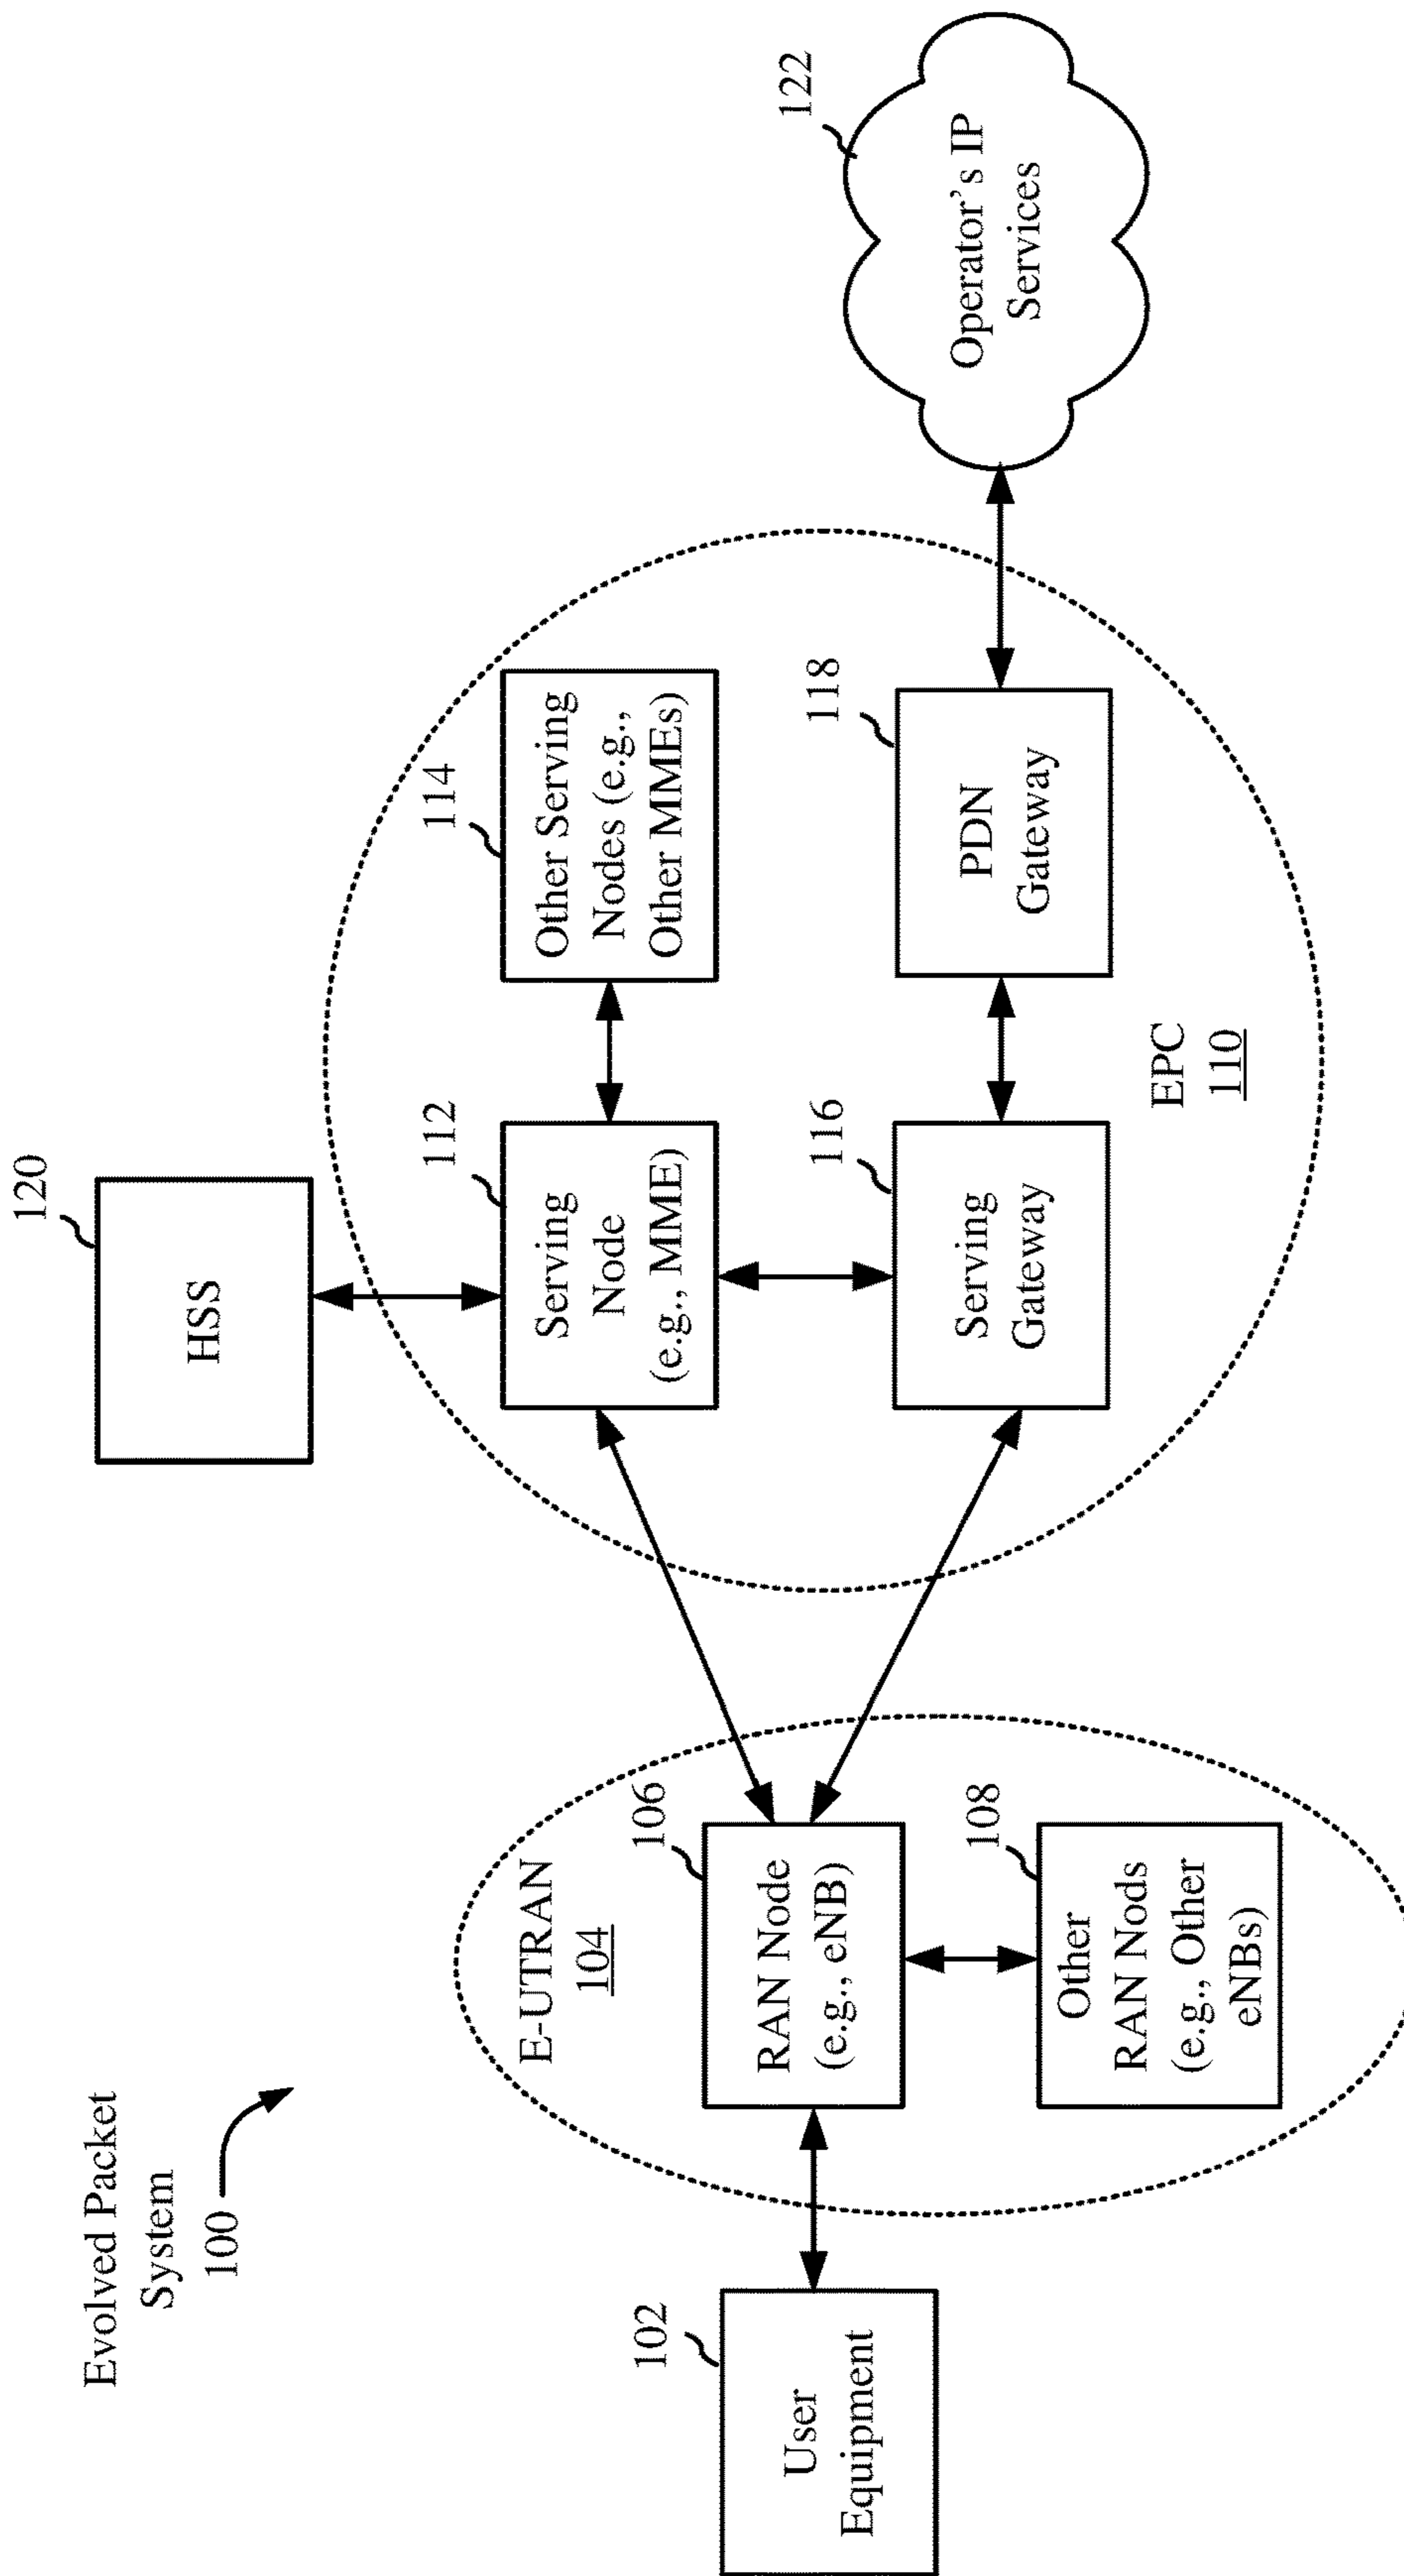 Evolved Packet
System
100
120
HSS
E-UTRAN
104
102
User
Equipment
106
RAN Node
(e.g., eNB)
108
Other
RAN Nods
(e.g., Other
eNBs)
112
Serving
Node
(e.g., MME)
114
Other Serving
Nodes (e.g.,
Other MMEs)
116
Serving
Gateway
118
PDN
Gateway
EPC
110
122
Operator's IP
Services